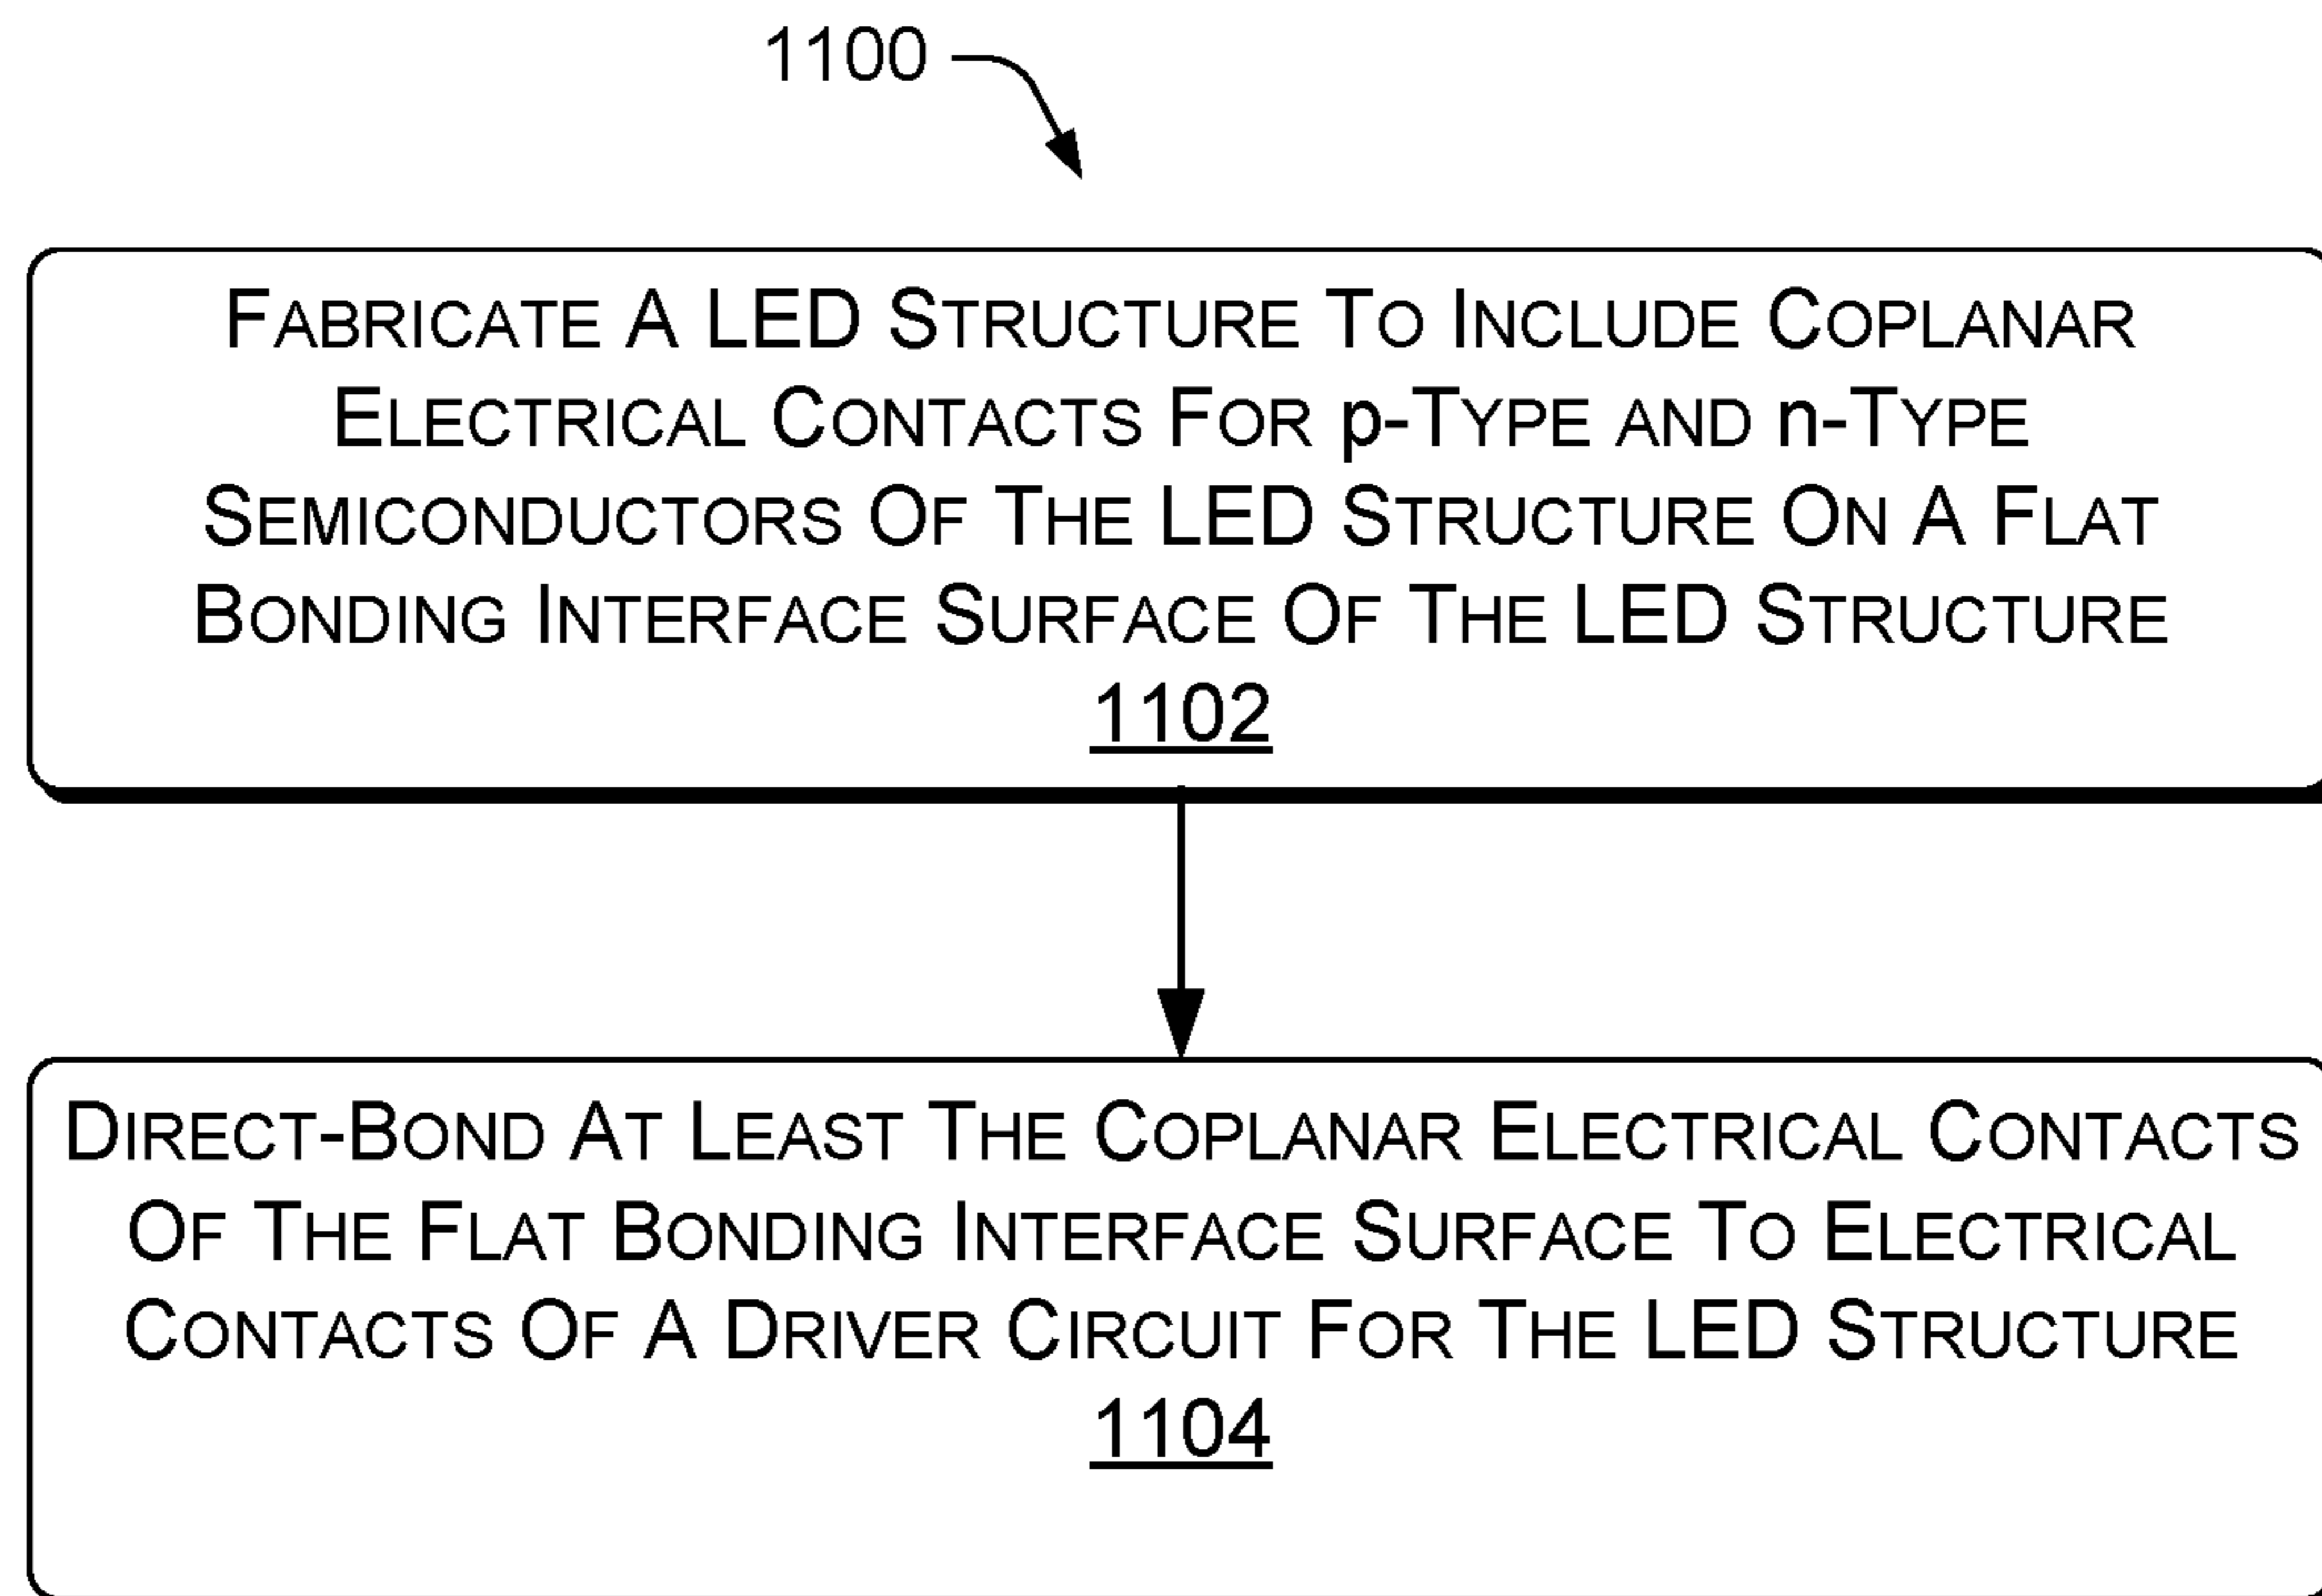 1100
FABRICATE A LED STRUCTURE TO INCLUDE COPLANAR
ELECTRICAL CONTACTS FOR p-TYPE AND n-TYPE
SEMICONDUCTORS OF THE LED STRUCTURE ON A FLAT
BONDING INTERFACE SURFACE OF THE LED STRUCTURE
1102
DIRECT-BOND AT LEAST THE COPLANAR ELECTRICAL CONTACTS
OF THE FLAT BONDING INTERFACE SURFACE TO ELECTRICAL
CONTACTS OF A DRIVER CIRCUIT FOR THE LED STRUCTURE
1104